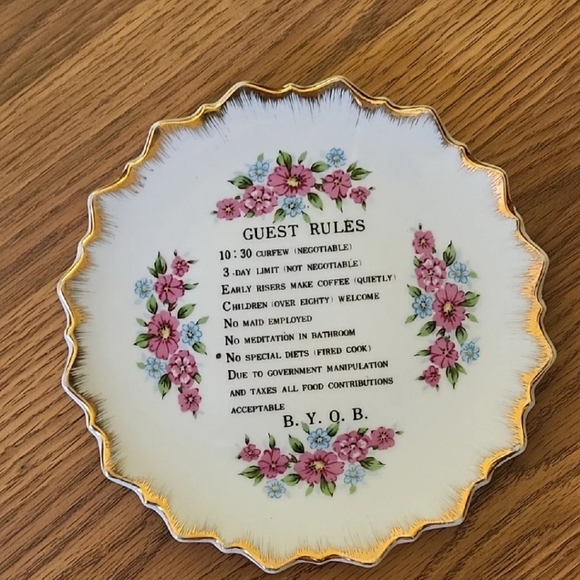 GUEST RULES
10:30 CURFEW (NEGOTIABLE)
3-DAY LIMIT (NOT NEGOTIABLE)
EARLY RISERS MAKE COFFEE (QUIETLY)
CHILDREN (OVER EIGHTY) WELCOME
NO MAID EMPLOYED
NO MEDITATION IN BATHROOM
NO SPECIAL DIETS (FIRED COOK)
DUE TO GOVERNMENT MANIPULATION
AND TAXES ALL FOOD CONTRIBUTIONS
ACCEPTABLE
B. Y. O. B.